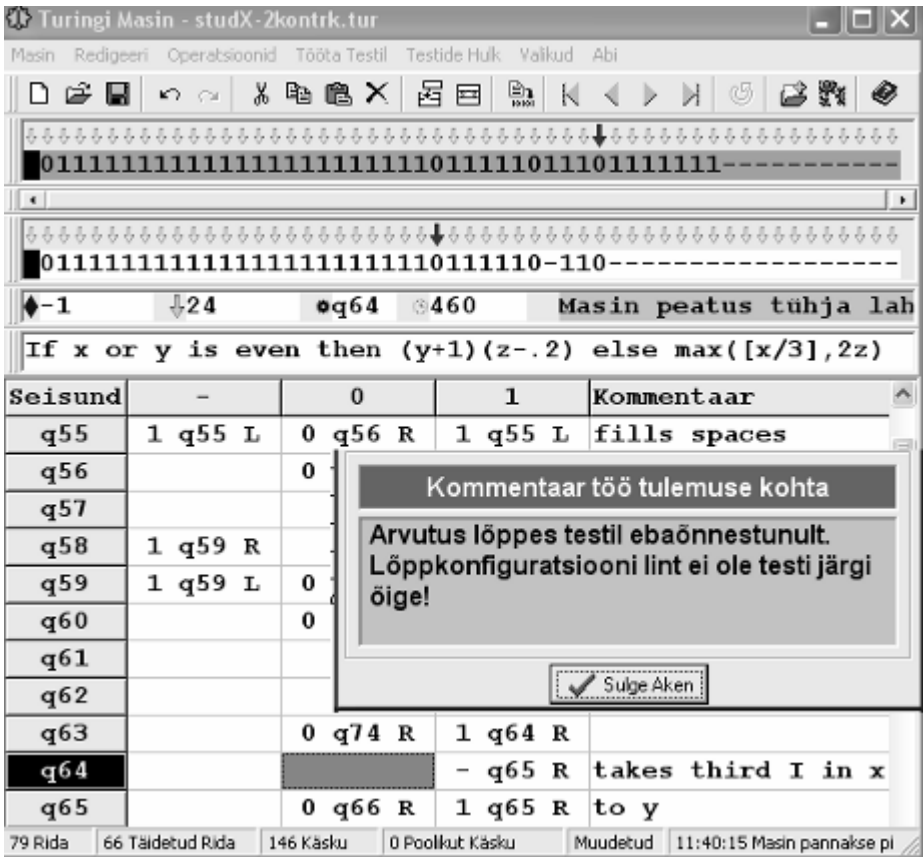 Turingi Masin - studX-2kontrk.tur
Masin Redigeeri Operatsioonid Tööta Testil Testide Hulk Valikud Abi
0111111111111111111111111011111011101111111-----------
01111111111111111111111110111110-110------------------
-1 24 q64 460 Masin peatus tühja lah
If x or y is even then (y+1)(z-.2) else max([x/3],2z)
Seisund - 0 1 Kommentaar
q55 1 q55 L 0 q56 R 1 q55 L fills spaces
q56 0
q57
q58 1 q59 R
q59 1 q59 L 0
q60 0
q61
q62
q63 0 q74 R 1 q64 R
q64 - q65 R takes third I in x
q65 0 q66 R 1 q65 R to y
Kommentaar töö tulemuse kohta
Arvutus lõppes testil ebaõnnestunult.
Lõppkonfiguratsiooni lint ei ole testi järgi
õige!
Sulge Aken
79 Rida 66 Täidetud Rida 146 Käsku 0 Poolkut Käsku Muudetud 11:40:15 Masin pannakse pi